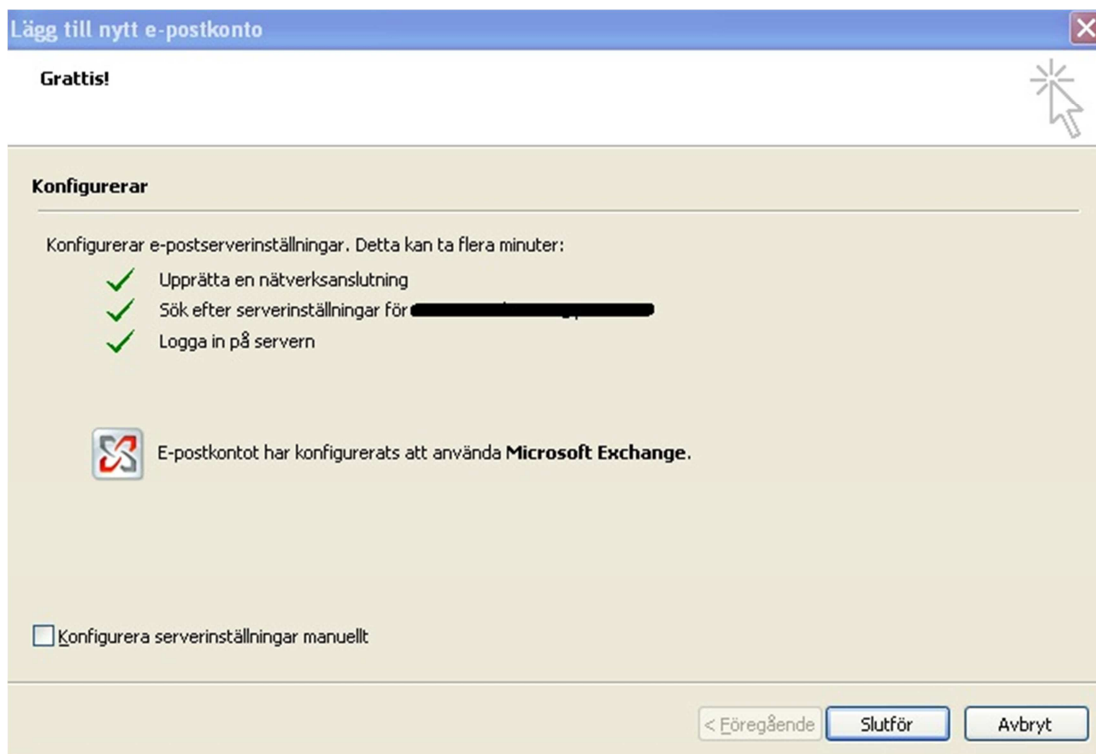 Lägg till nytt e-postkonto
Grattis!
Konfigurerar
Konfigurerar e-postserverinställningar. Detta kan ta flera minuter:
Upprätta en nätverksanslutning
Sök efter serverinställningar för
Logga in på servern
E-postkontot har konfigurerats att använda Microsoft Exchange.
Konfigurera serverinställningar manuellt
< Föregående
Slutför
Avbryt